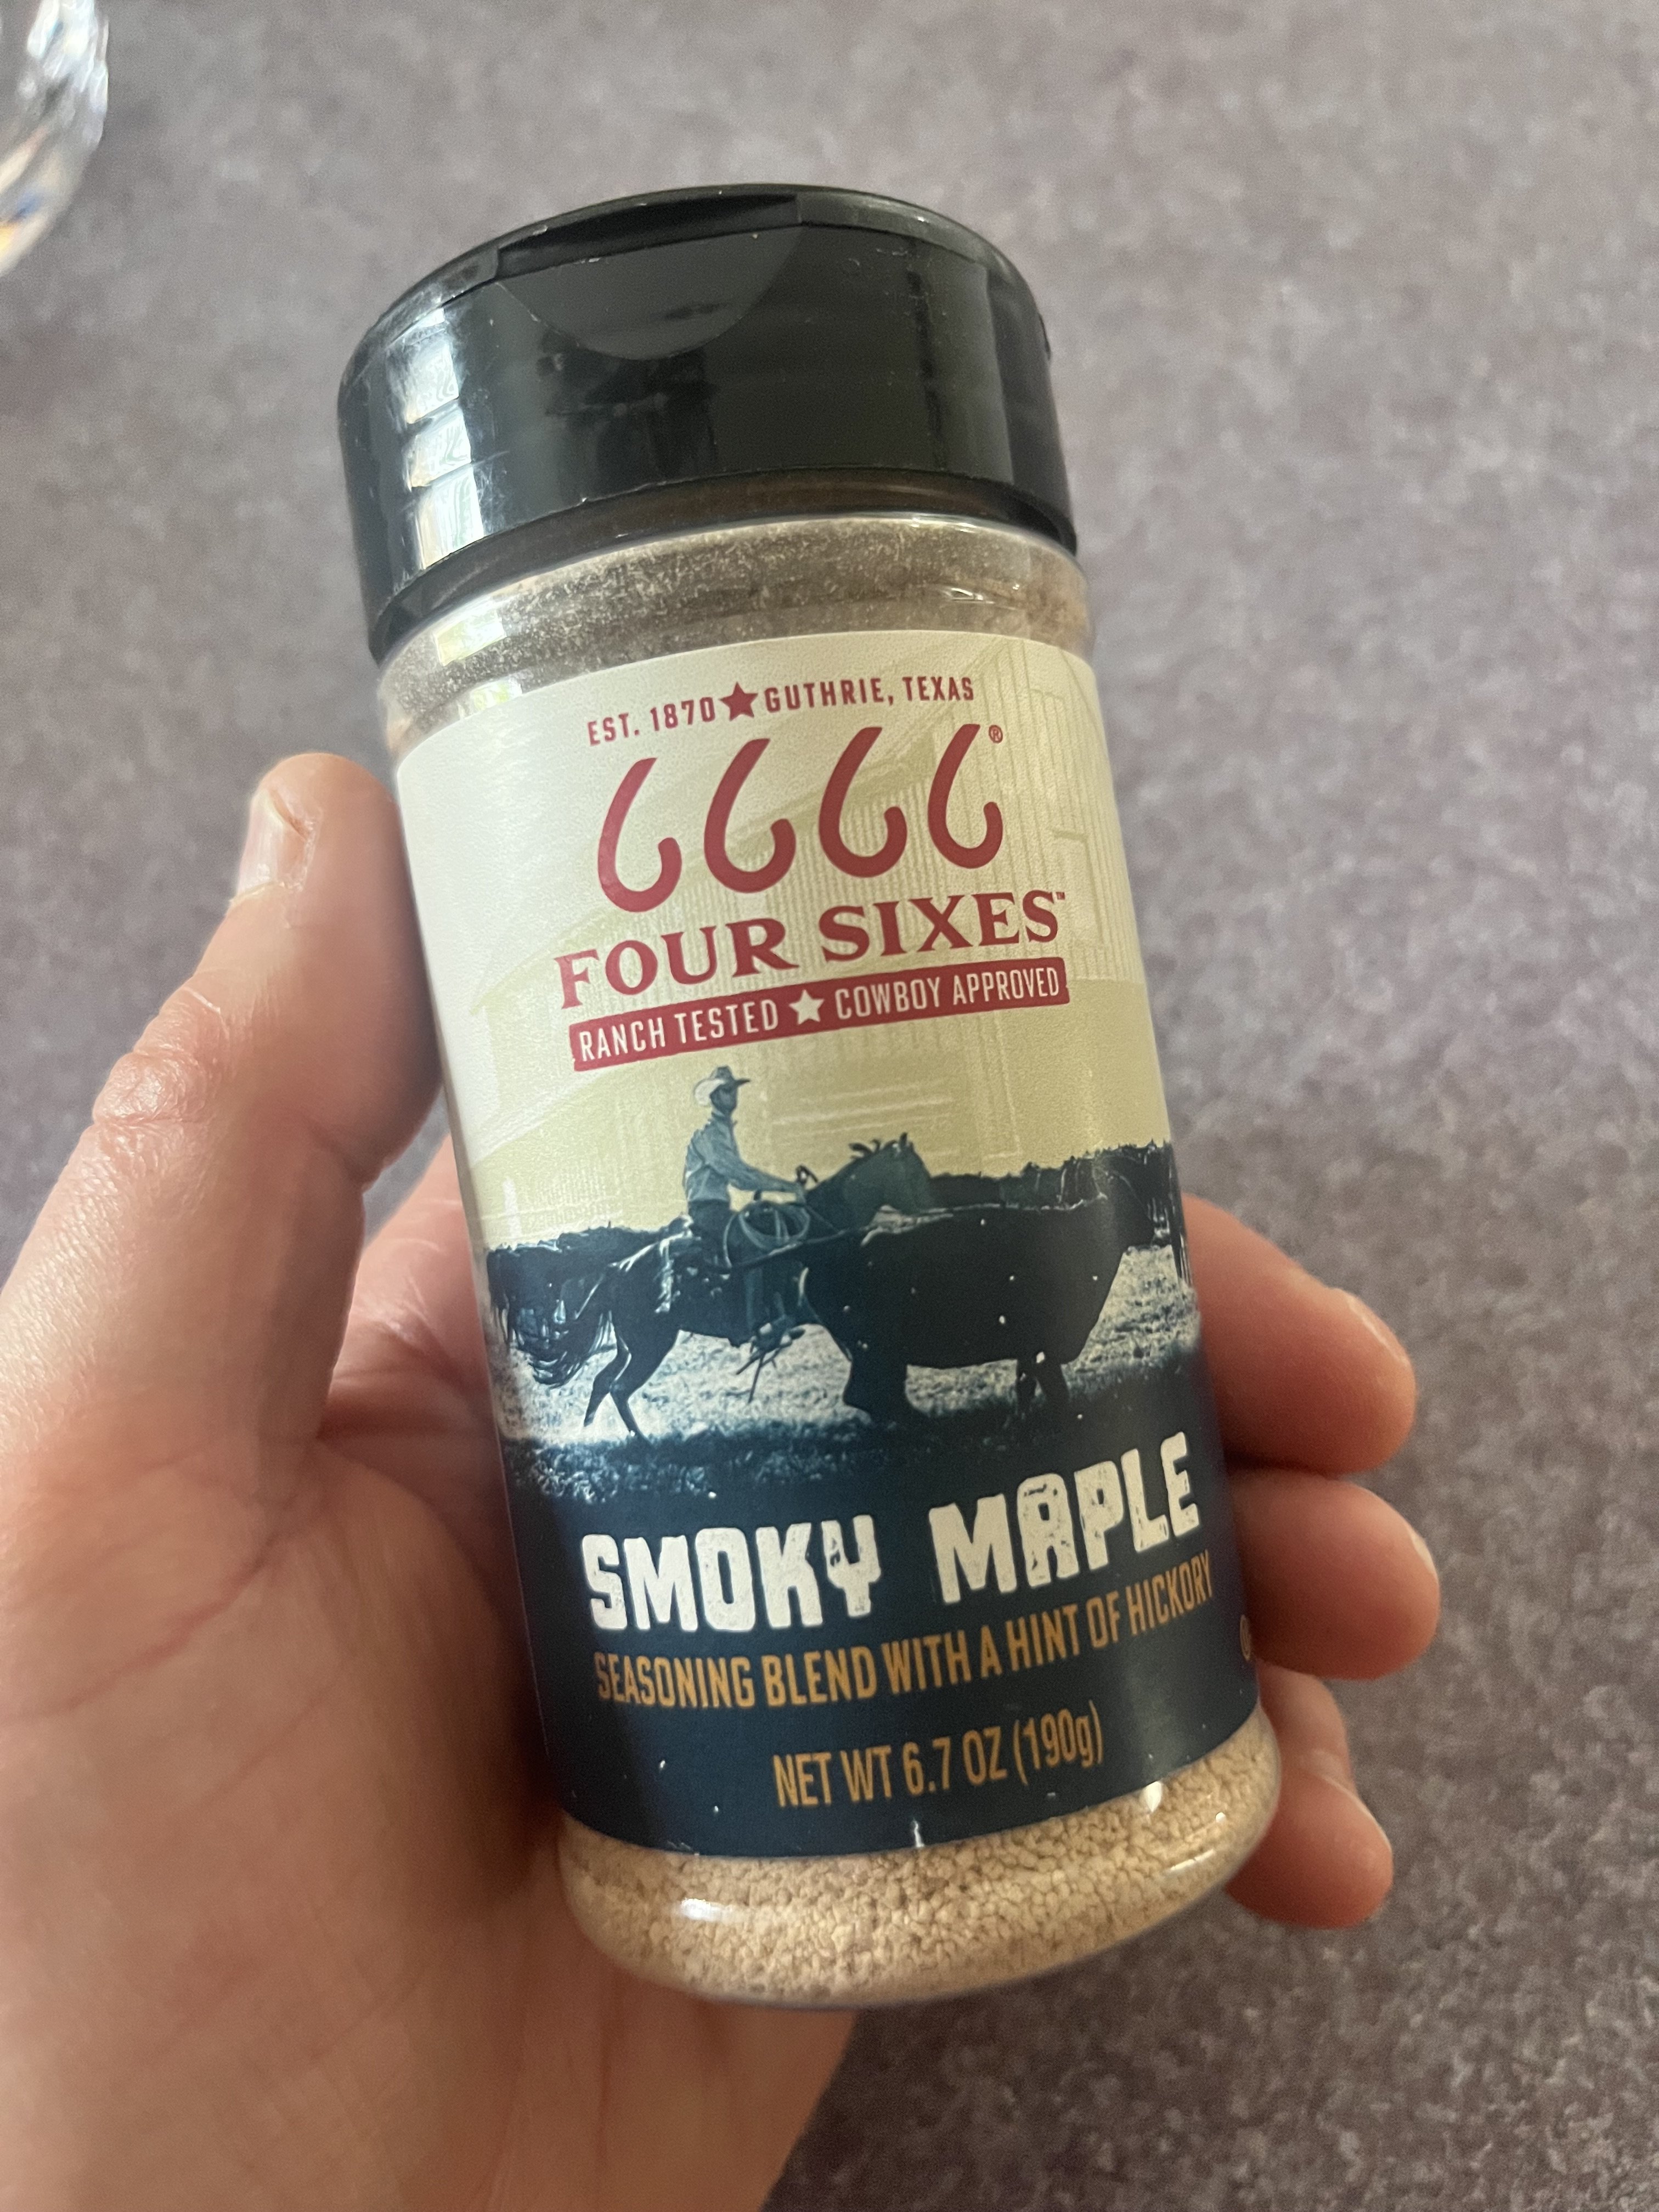 EST. 1870 ★ GUTHRIE, TEXAS
6666®
FOUR SIXES™
RANCH TESTED ★ COWBOY APPROVED
SMOKY MAPLE
SEASONING BLEND WITH A HINT OF HICKORY
NET WT 6.7 OZ (190g)